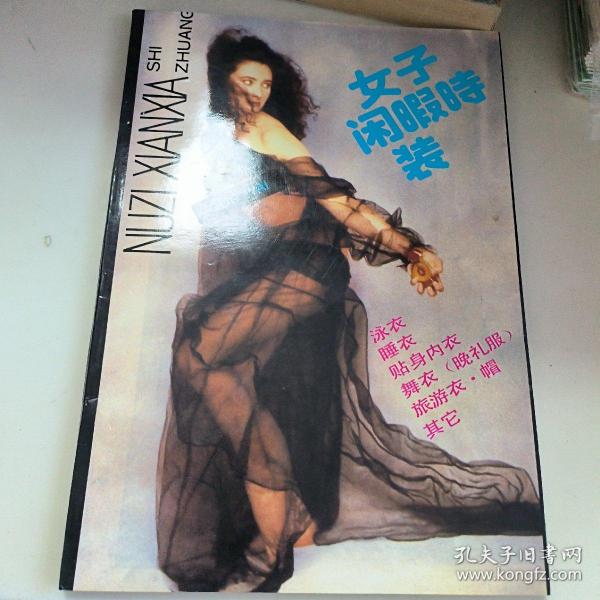 NUZI XIANXIA
SHI
ZHUANG
女子
闲暇時
装
泳衣
睡衣
贴身内衣
舞衣（晚礼服）
旅游衣·帽
其它
孔夫子旧书网
www.kongfz.com